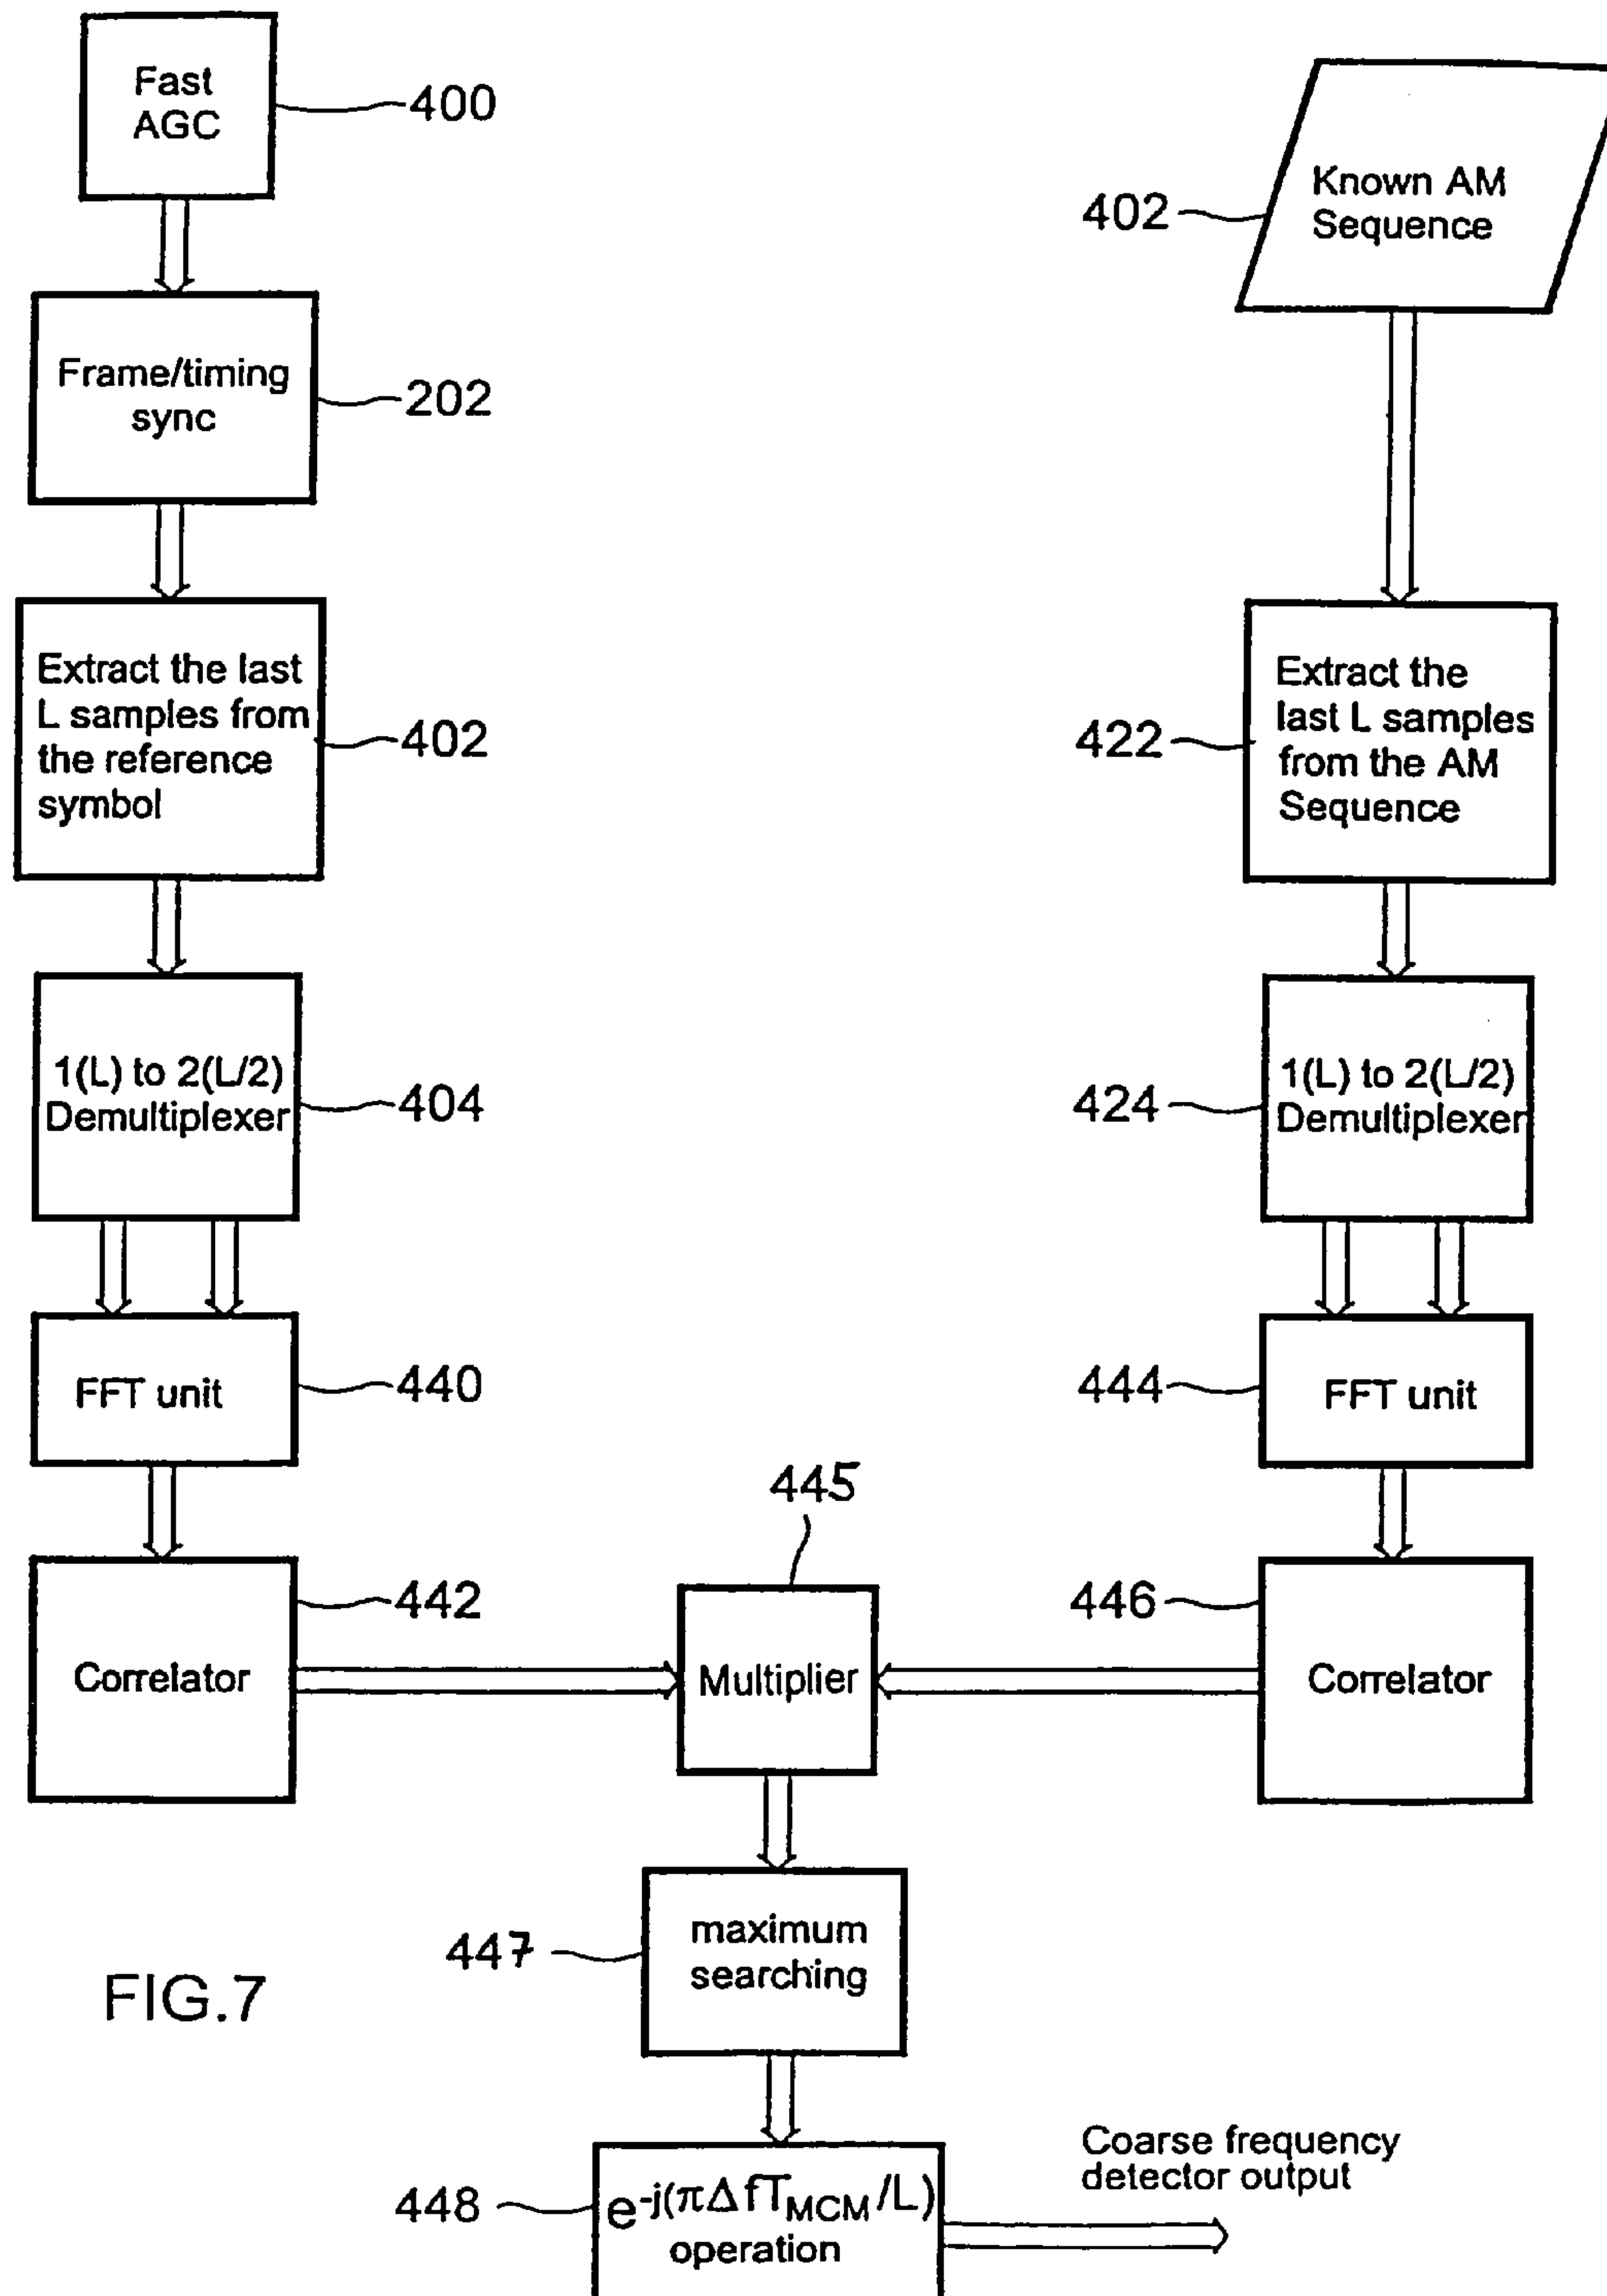 Fast
AGC
400
Known AM
Sequence
402
Frame/timing
sync
202
Extract the last
L samples from
the reference
symbol
402
Extract the
last L samples
from the AM
Sequence
422
1(L) to 2(L/2)
Demultiplexer
404
1(L) to 2(L/2)
Demultiplexer
424
FFT unit
440
FFT unit
444
445
Correlator
442
Multiplier
Correlator
446
maximum
searching
447
FIG.7
e-j(πΔfTMCM/L)
operation
448
Coarse frequency
detector output